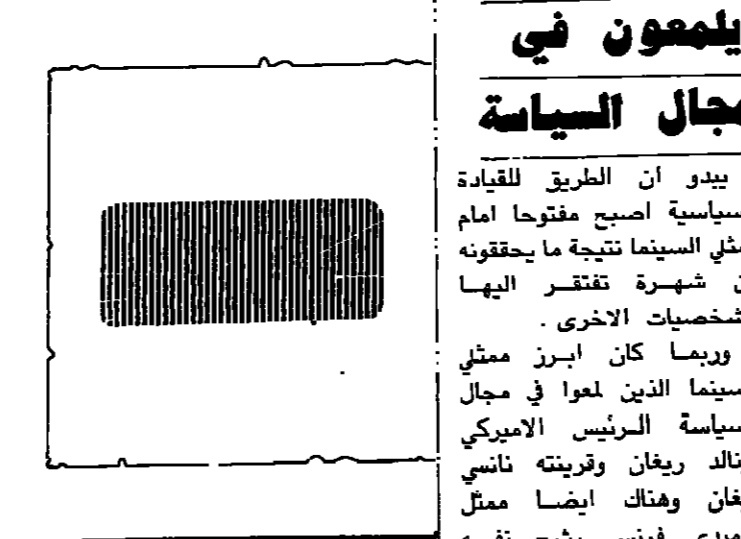 يلمعون في
مجال السياسة
يبدو ان الطريق للقيادة
سياسية اصبح مفتوحا امام
مثلي السينما نتيجة ما يحققونه
ن شهرة تفتقر اليها
شخصيات الاخرى .
وربما كان ابرز ممثلي
سينما الذين لمعوا في مجال
سياسة الرئيس الاميركي
نالد ريغان وقرينته نانسي
يغان وهناك ايضا ممثل